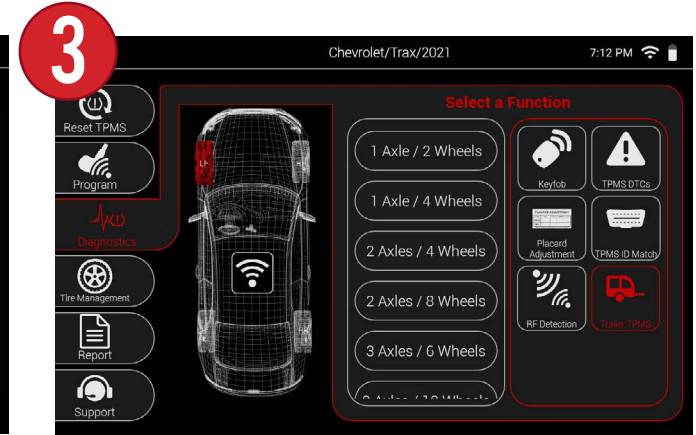 3
Chevrolet/Trax/2021
7:12 PM
Select a Function
Reset TPMS
Program
Diagnostics
Tire Management
Report
Support
LF
1 Axle / 2 Wheels
1 Axle / 4 Wheels
2 Axles / 4 Wheels
2 Axles / 8 Wheels
3 Axles / 6 Wheels
Keyfob
TPMS DTCs
Placard
Adjustment
TPMS ID Match
RF Detection
Trailer TPMS